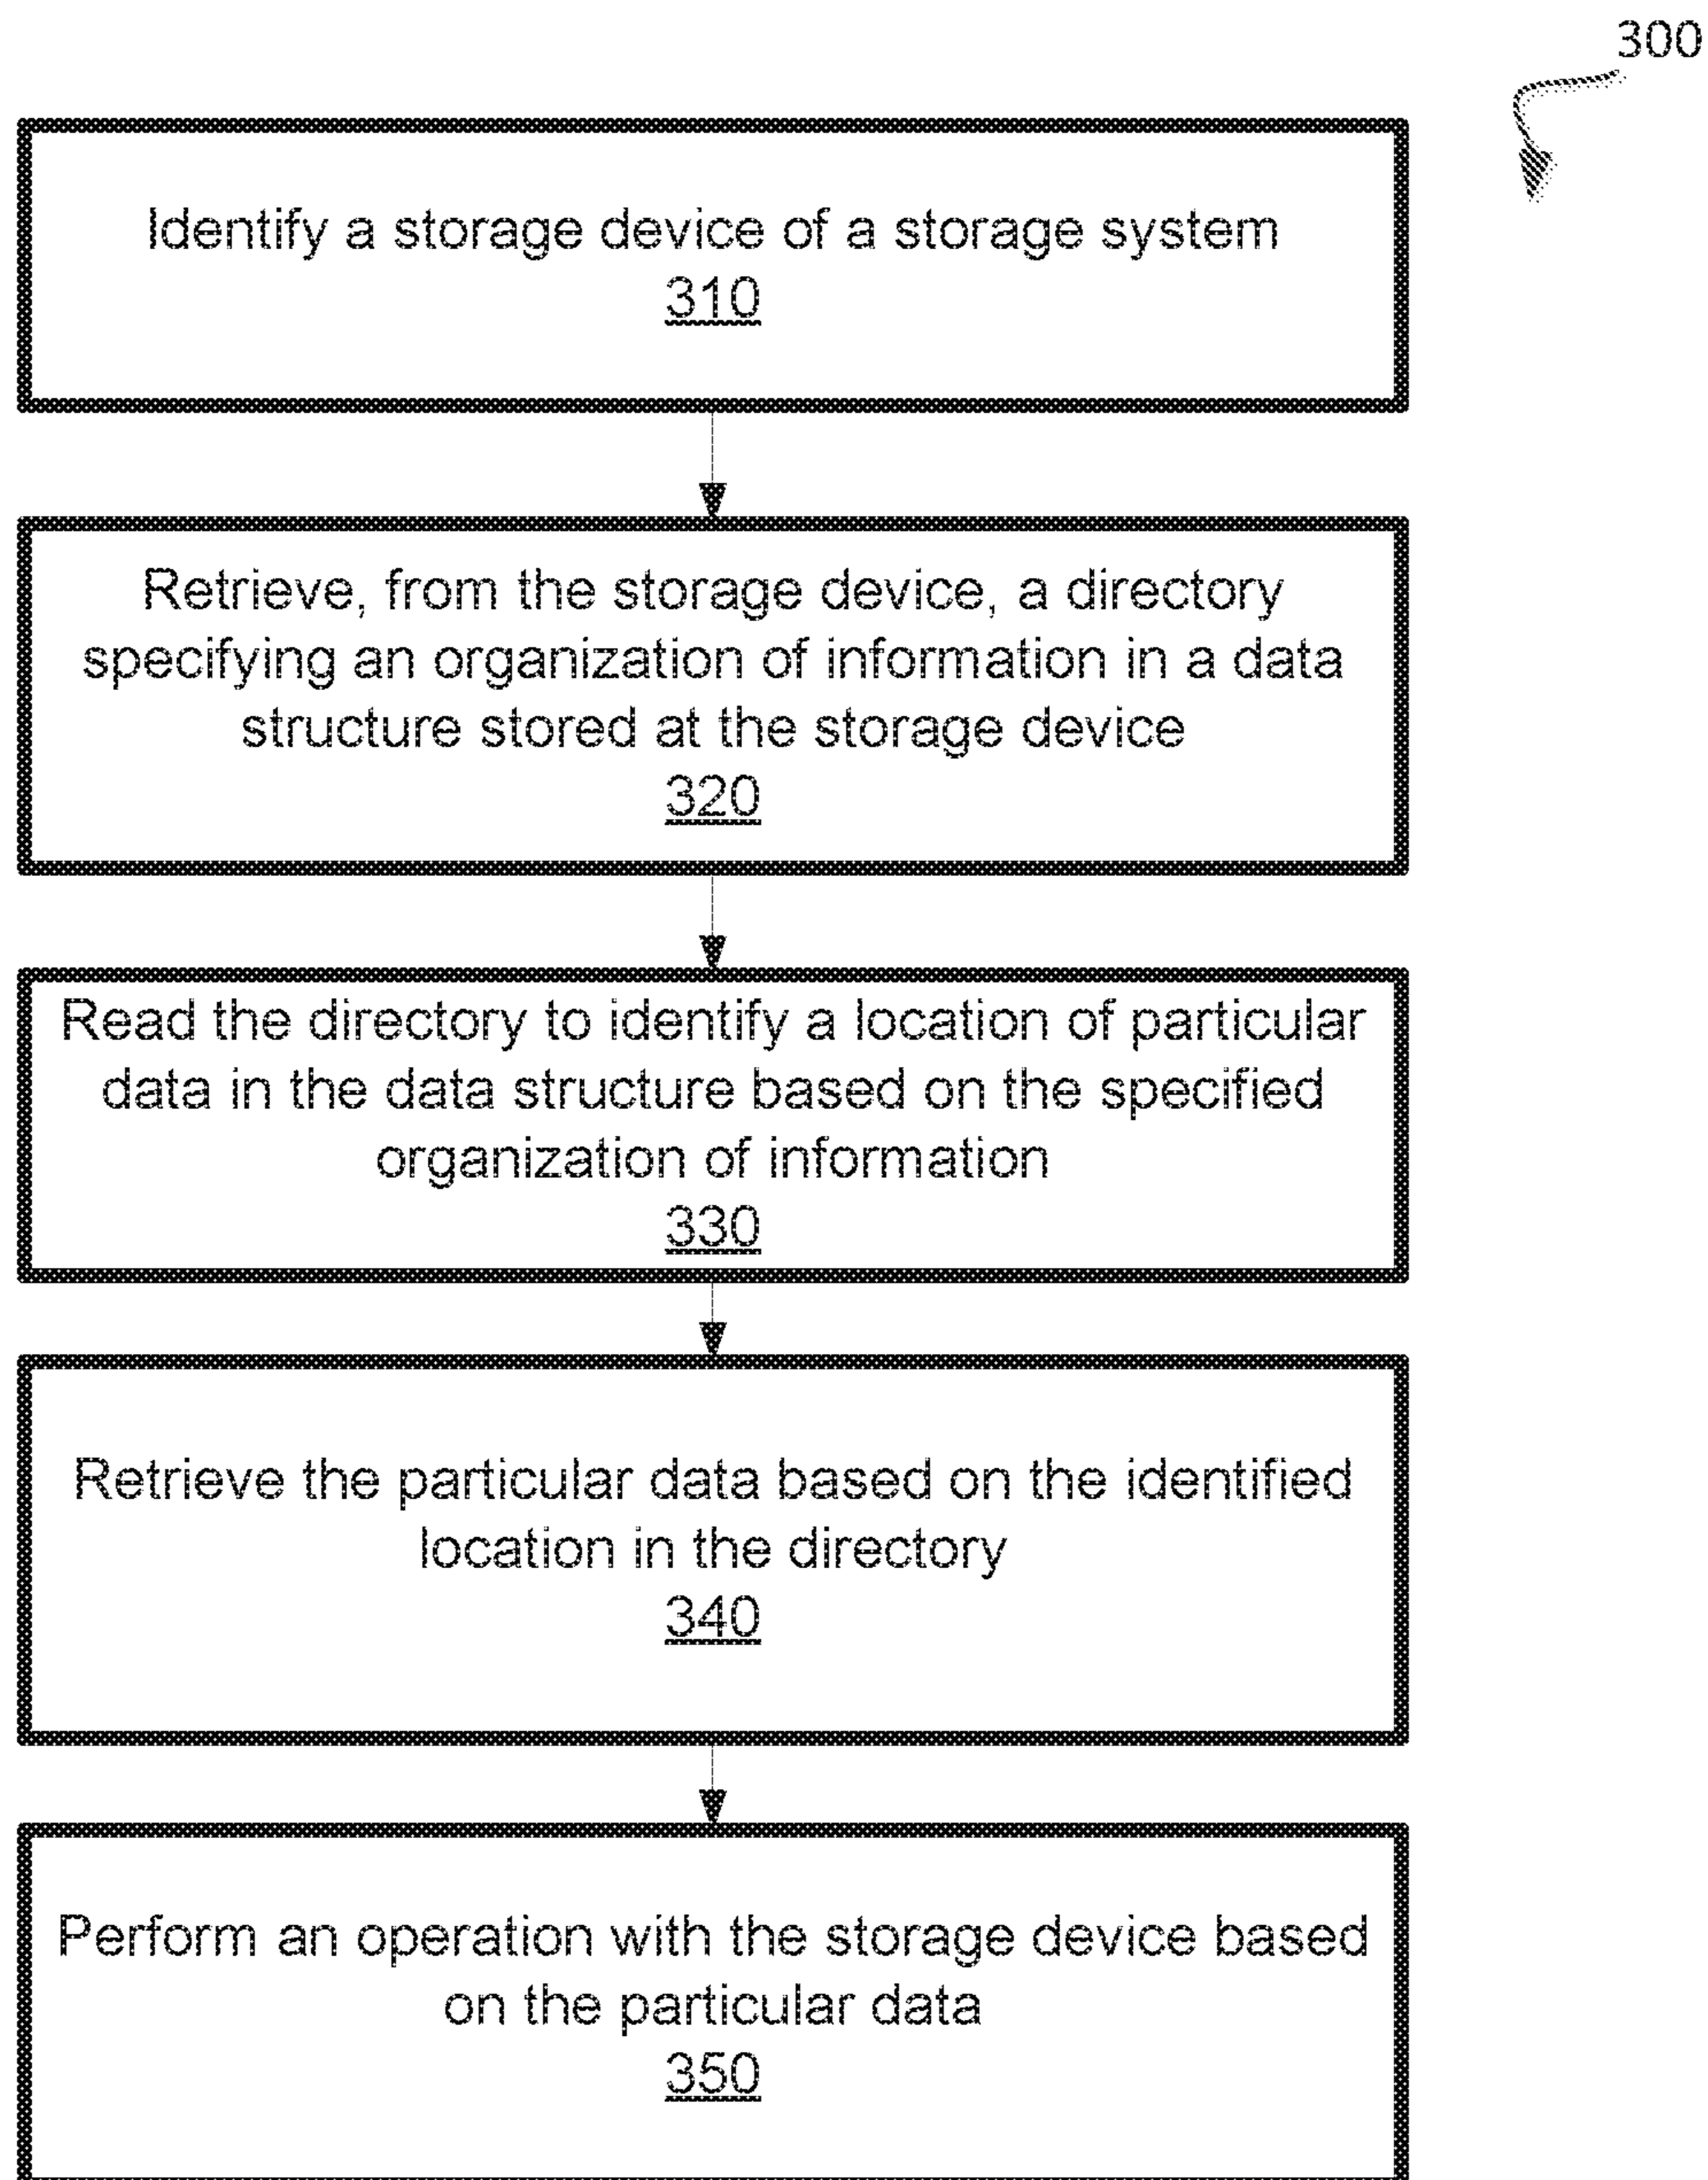 300
Identify a storage device of a storage system
310
Retrieve, from the storage device, a directory
specifying an organization of information in a data
structure stored at the storage device
320
Read the directory to identify a location of particular
data in the data structure based on the specified
organization of information
330
Retrieve the particular data based on the identified
location in the directory
340
Perform an operation with the storage device based
on the particular data
350